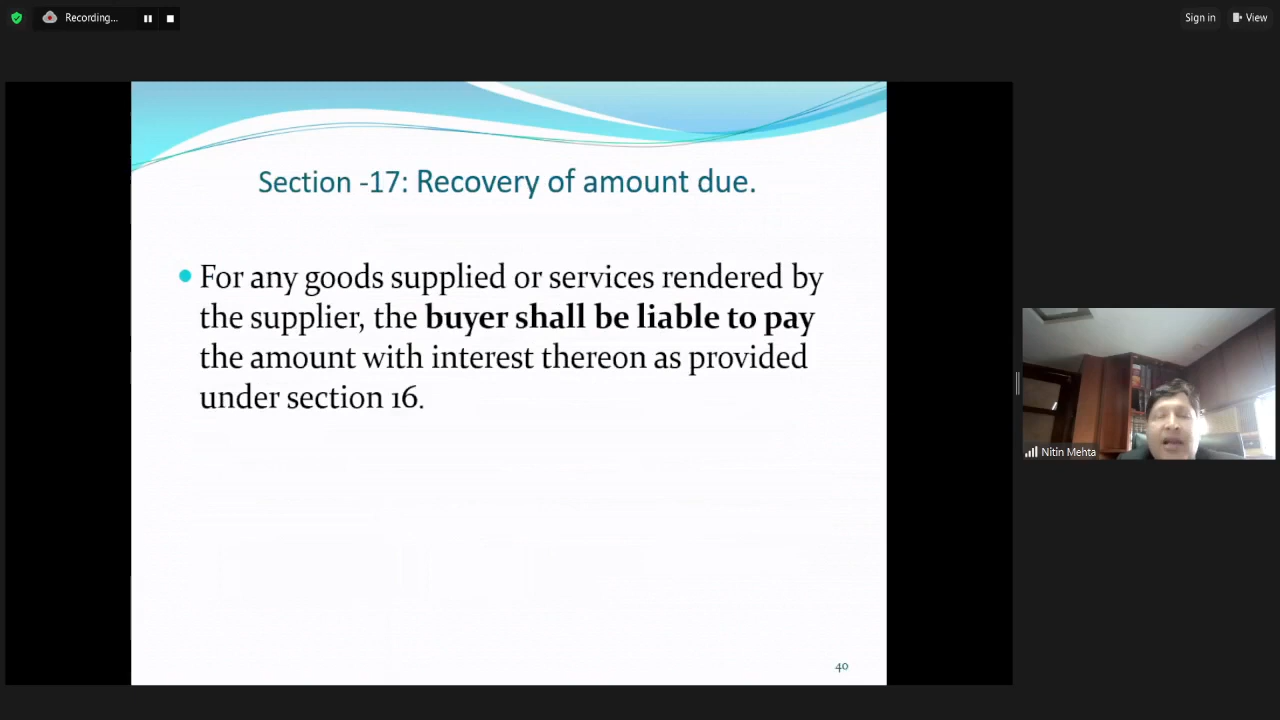 Recording...
Sign in
View
Section -17: Recovery of amount due.
For any goods supplied or services rendered by
the supplier, the buyer shall be liable to pay
the amount with interest thereon as provided
under section 16.
40
Nitin Mehta